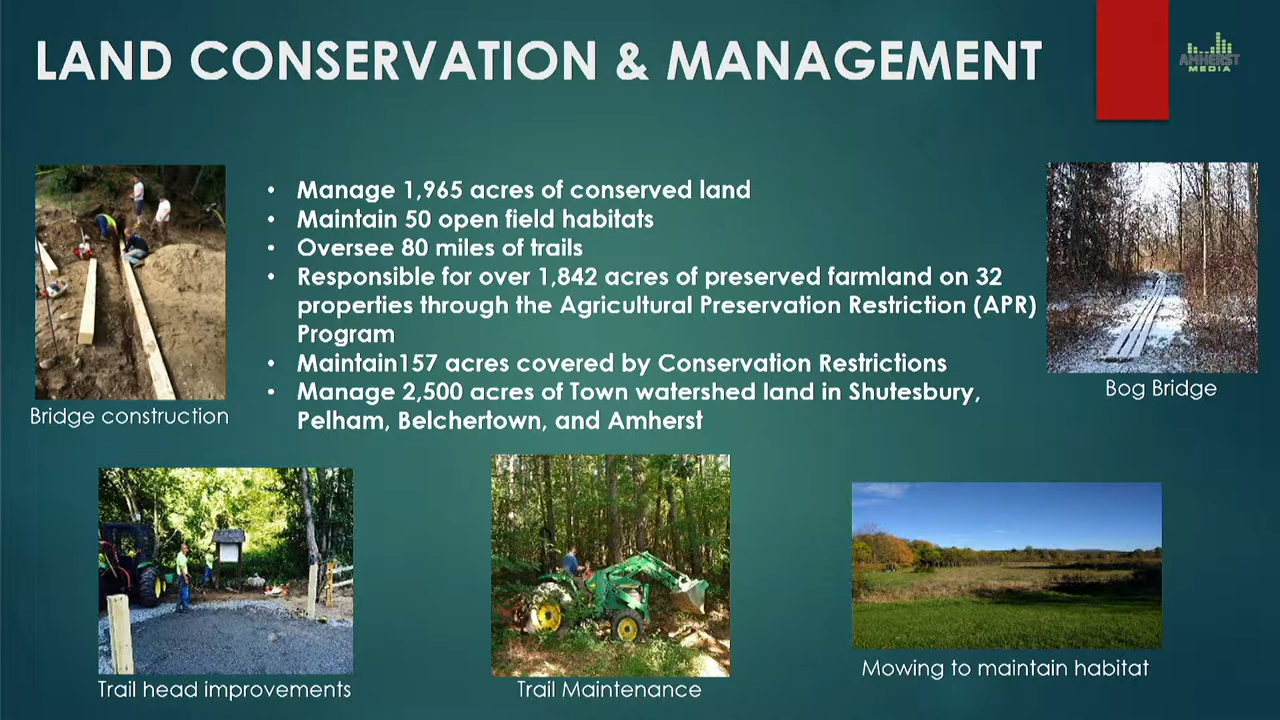 LAND CONSERVATION & MANAGEMENT
AMHERST
MEDIA
• Manage 1,965 acres of conserved land
• Maintain 50 open field habitats
• Oversee 80 miles of trails
• Responsible for over 1,842 acres of preserved farmland on 32
properties through the Agricultural Preservation Restriction (APR)
Program
• Maintain157 acres covered by Conservation Restrictions
• Manage 2,500 acres of Town watershed land in Shutesbury,
Pelham, Belchertown, and Amherst
Bridge construction
Bog Bridge
Trail head improvements
Trail Maintenance
Mowing to maintain habitat